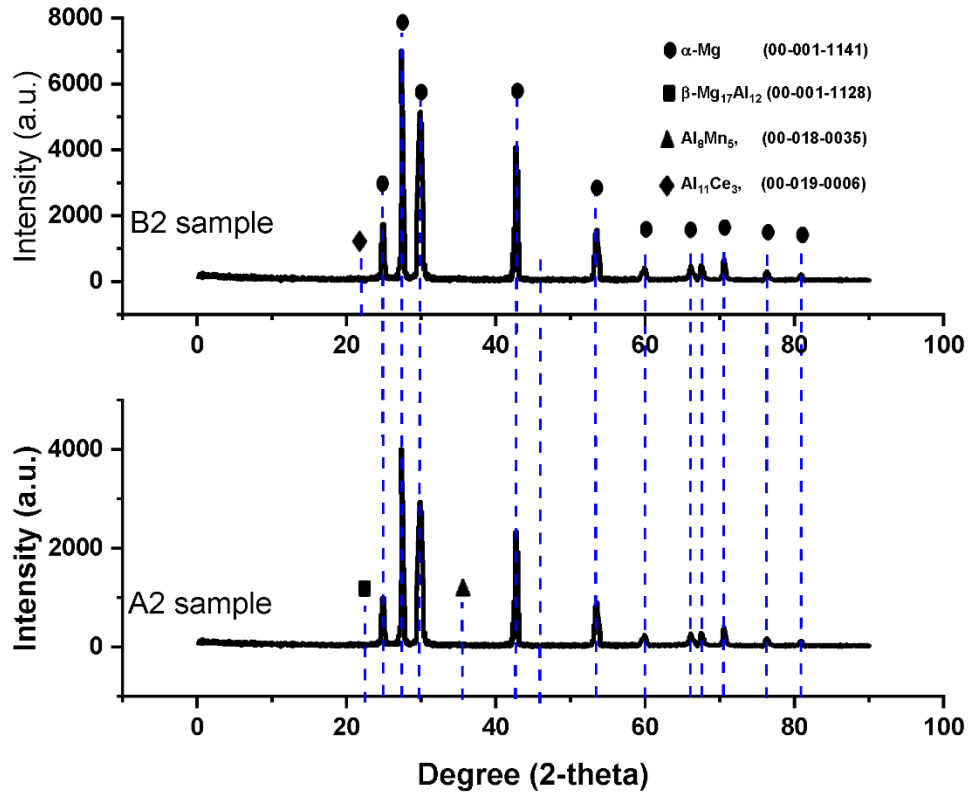 8000
6000
4000
2000
0
Intensity (a.u.)
B2 sample
α-Mg (00-001-1141)
β-Mg₁₇Al₁₂ (00-001-1128)
Al₈Mn₅, (00-018-0035)
Al₁₁Ce₃, (00-019-0006)
0 20 40 60 80 100
4000
2000
0
Intensity (a.u.)
A2 sample
0 20 40 60 80 100
Degree (2-theta)